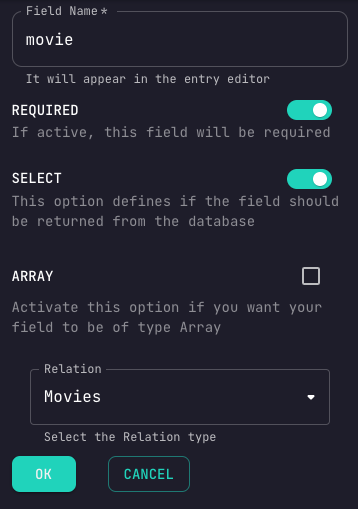 Field Name*
movie
It will appear in the entry editor
REQUIRED
If active, this field will be required
SELECT
This option defines if the field should
be returned from the database
ARRAY
Activate this option if you want your
field to be of type Array
Relation
Movies
Select the Relation type
OK
CANCEL